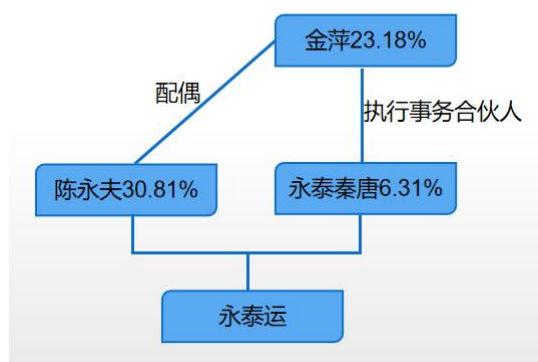 金萍23.18%
配偶
执行事务合伙人
陈永夫30.81%
永泰秦唐6.31%
永泰运